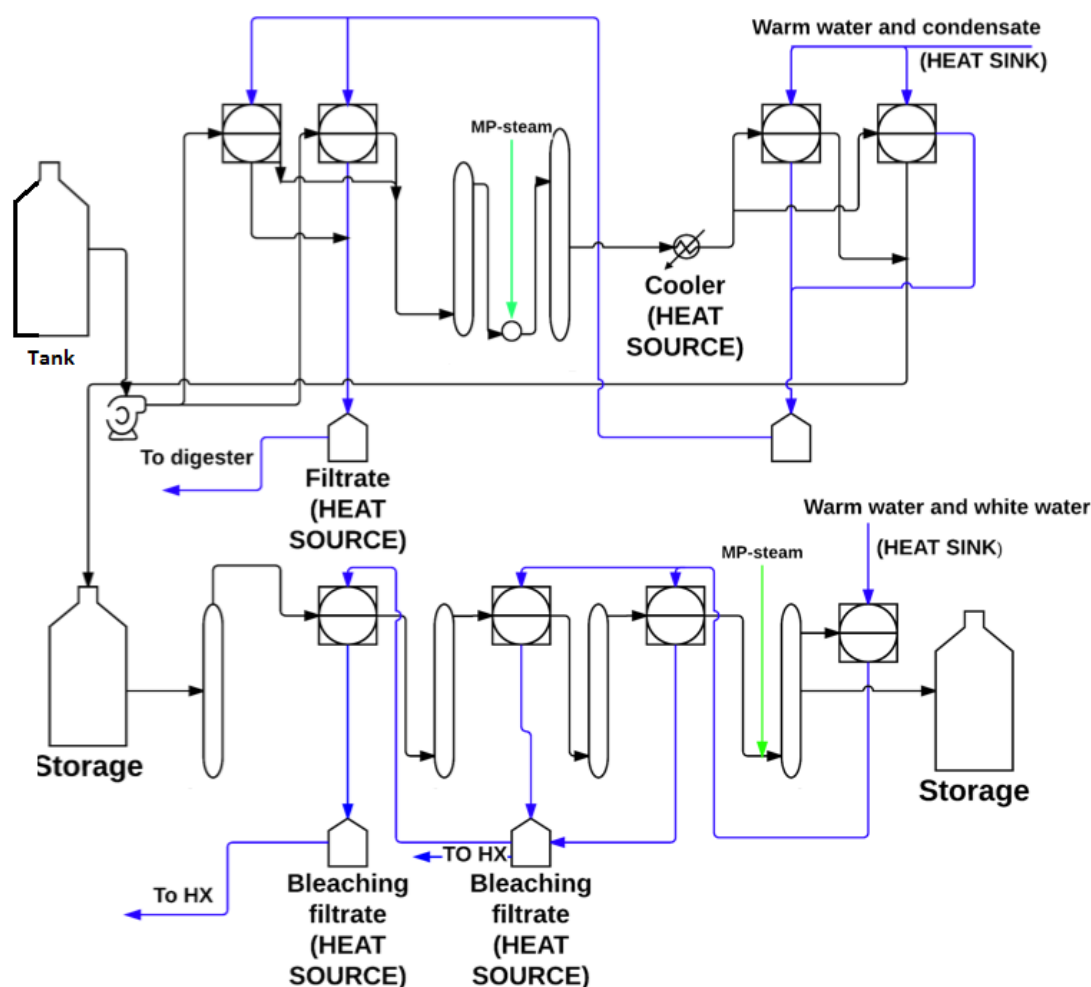 Warm water and condensate
(HEAT SINK)
MP-steam
Tank
Cooler
(HEAT
SOURCE)
To digester
Filtrate
(HEAT
SOURCE)
Warm water and white water
(HEAT SINK)
MP-steam
Storage
Storage
TO HX
To HX
Bleaching
filtrate
(HEAT
SOURCE)
Bleaching
filtrate
(HEAT
SOURCE)